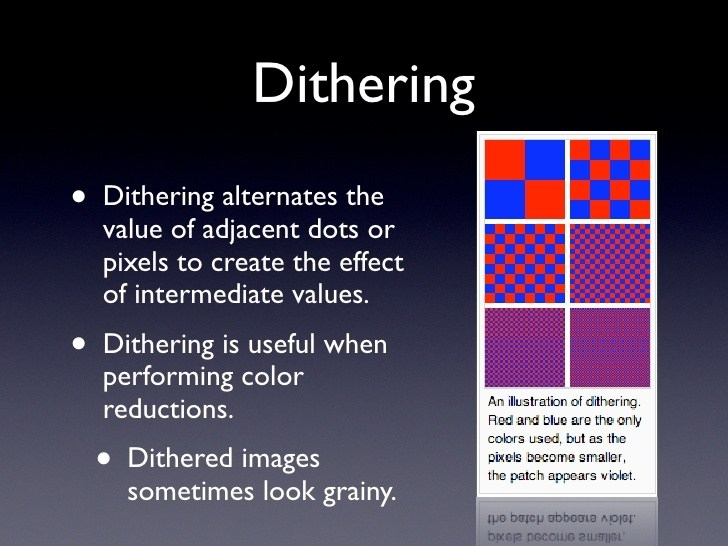 Dithering
• Dithering alternates the
value of adjacent dots or
pixels to create the effect
of intermediate values.
• Dithering is useful when
performing color
reductions.
• Dithered images
sometimes look grainy.
An illustration of dithering.
Red and blue are the only
colors used, but as the
pixels become smaller,
the patch appears violet.